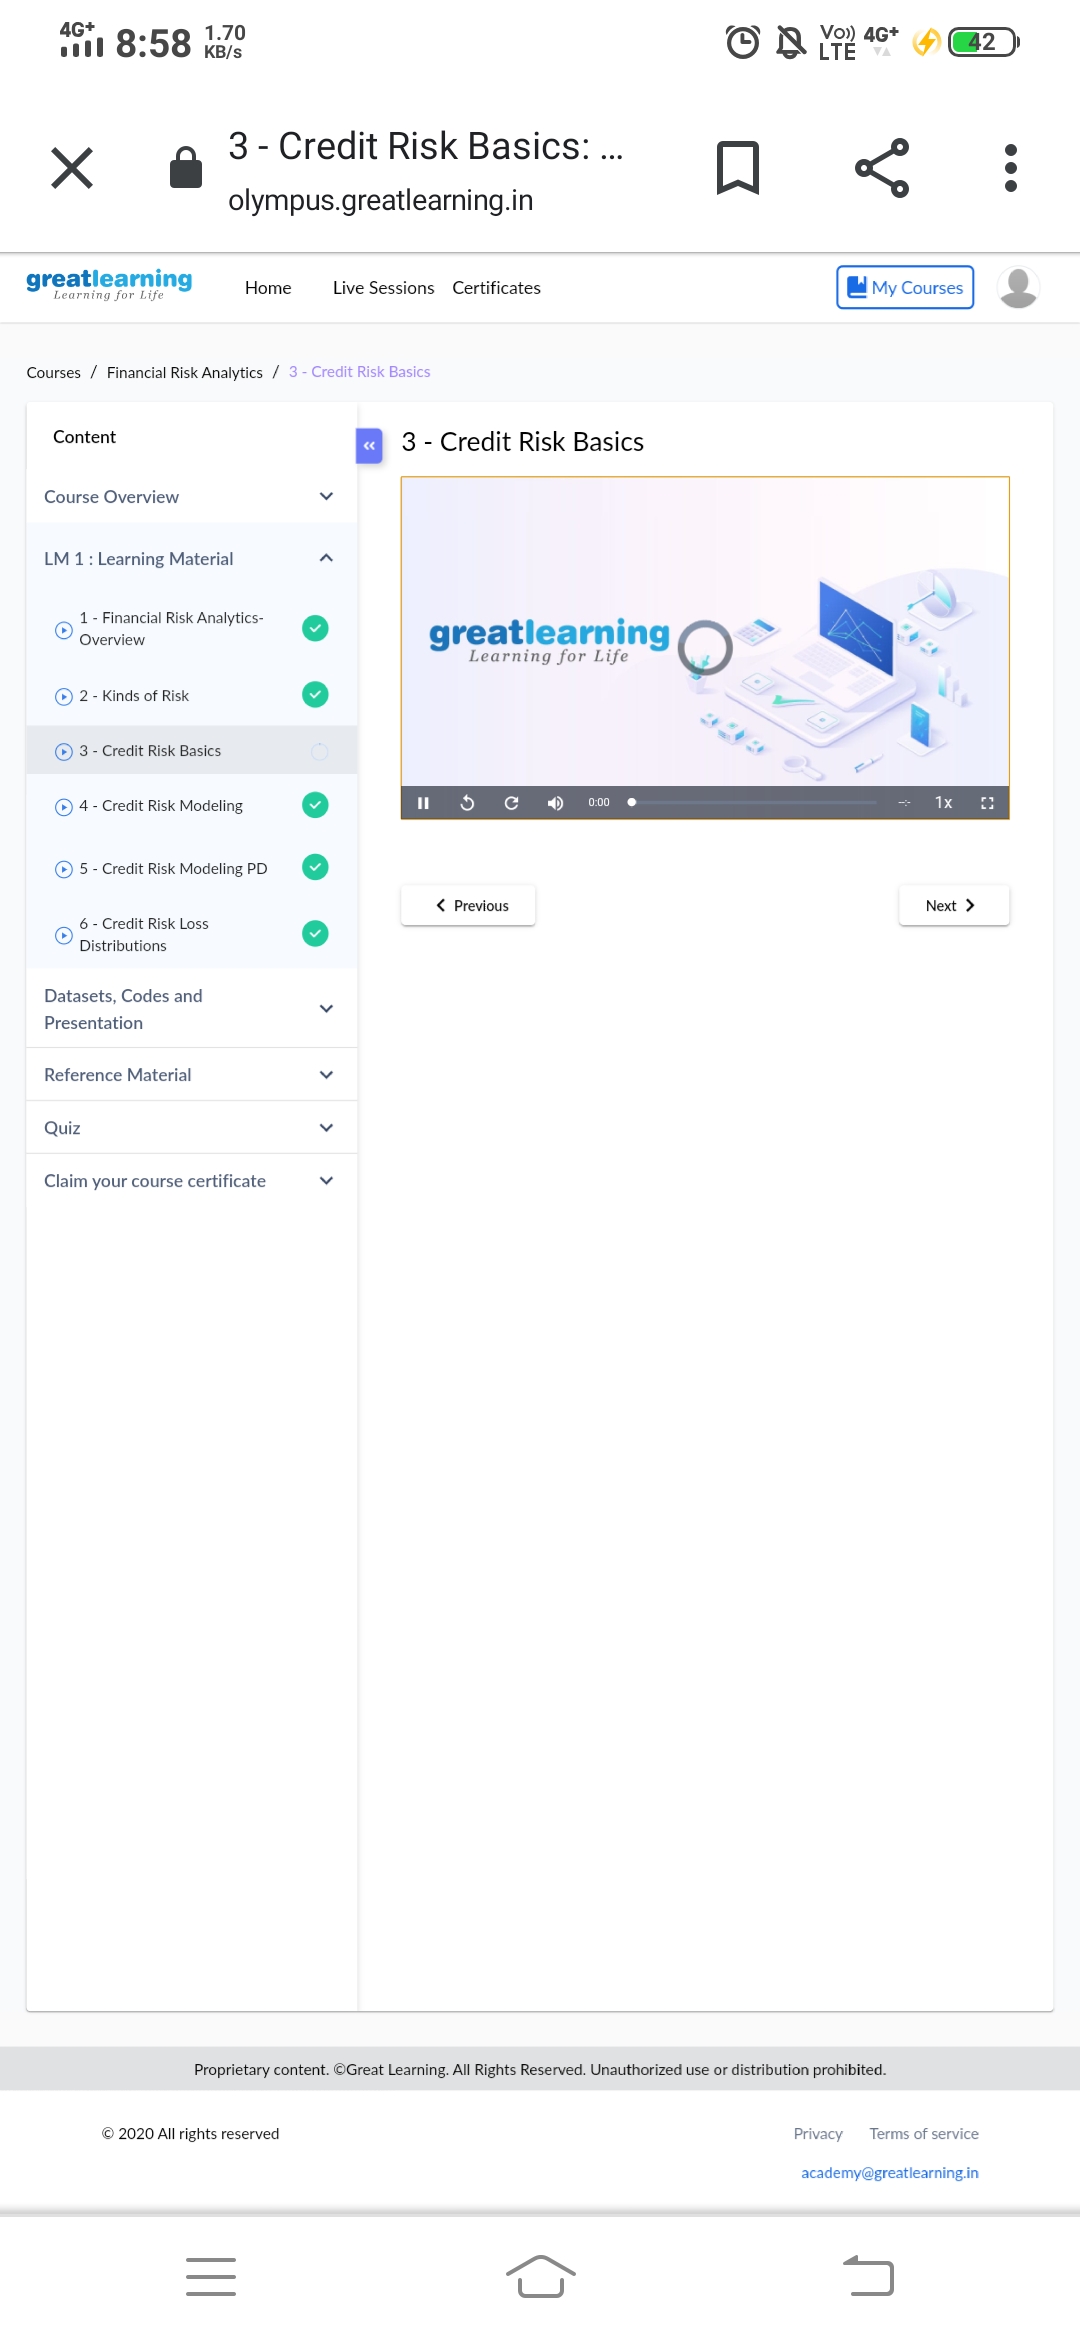 4G+
8:58
1.70
KB/s
Vo))
LTE
4G+
42
3 - Credit Risk Basics: ...
olympus.greatlearning.in
greatlearning
Learning for Life
Home
Live Sessions
Certificates
My Courses
Courses / Financial Risk Analytics / 3 - Credit Risk Basics
Content
3 - Credit Risk Basics
Course Overview
LM 1 : Learning Material
1 - Financial Risk Analytics-
Overview
2 - Kinds of Risk
3 - Credit Risk Basics
4 - Credit Risk Modeling
5 - Credit Risk Modeling PD
6 - Credit Risk Loss
Distributions
Datasets, Codes and
Presentation
Reference Material
Quiz
Claim your course certificate
greatlearning
Learning for Life
0:00
-:-
1x
Previous
Next
Proprietary content. ©Great Learning. All Rights Reserved. Unauthorized use or distribution prohibited.
© 2020 All rights reserved
Privacy
Terms of service
academy@greatlearning.in